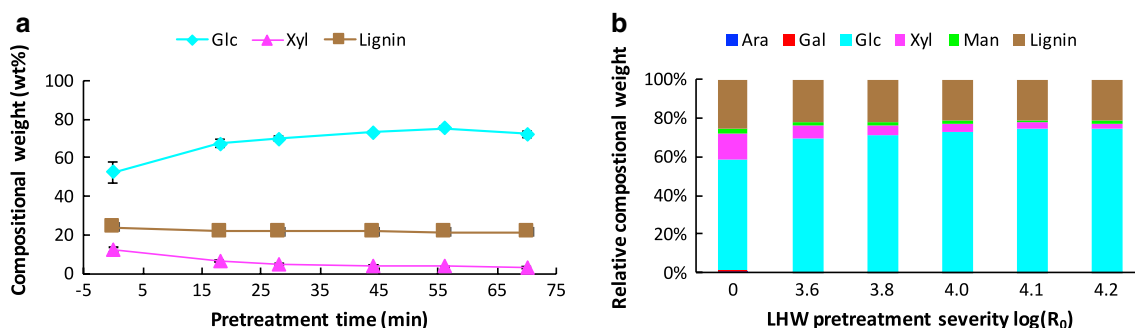 a
Glc Xyl Lignin
Compositional weight (wt%)
100
80
60
40
20
0
-5 5 15 25 35 45 55 65 75
Pretreatment time (min)
b
Ara Gal Glc Xyl Man Lignin
Relative compostional weight
100%
80%
60%
40%
20%
0%
0 3.6 3.8 4.0 4.1 4.2
LHW pretreatment severity log(R0)